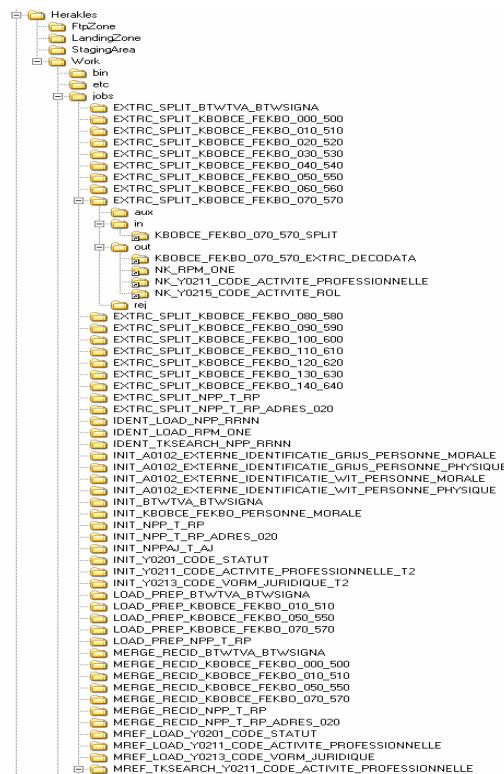 Herakles
FtpZone
LandingZone
StagingArea
Work
bin
etc
jobs
EXTRC_SPLIT_BTWTVA_BTWSIGNA
EXTRC_SPLIT_KBOBCE_FEKBO_000_500
EXTRC_SPLIT_KBOBCE_FEKBO_010_510
EXTRC_SPLIT_KBOBCE_FEKBO_020_520
EXTRC_SPLIT_KBOBCE_FEKBO_030_530
EXTRC_SPLIT_KBOBCE_FEKBO_040_540
EXTRC_SPLIT_KBOBCE_FEKBO_050_550
EXTRC_SPLIT_KBOBCE_FEKBO_060_560
EXTRC_SPLIT_KBOBCE_FEKBO_070_570
aux
in
KBOBCE_FEKBO_070_570_SPLIT
out
KBOBCE_FEKBO_070_570_EXTRC_DECODATA
NK_RPM_ONE
NK_Y0211_CODE_ACTIVITE_PROFESSIONNELLE
NK_Y0215_CODE_ACTIVITE_ROL
rej
EXTRC_SPLIT_KBOBCE_FEKBO_080_580
EXTRC_SPLIT_KBOBCE_FEKBO_090_590
EXTRC_SPLIT_KBOBCE_FEKBO_100_600
EXTRC_SPLIT_KBOBCE_FEKBO_110_610
EXTRC_SPLIT_KBOBCE_FEKBO_120_620
EXTRC_SPLIT_KBOBCE_FEKBO_130_630
EXTRC_SPLIT_KBOBCE_FEKBO_140_640
EXTRC_SPLIT_NPP_T_RP
EXTRC_SPLIT_NPP_T_RP_ADRES_020
IDENT_LOAD_NPP_RRNN
IDENT_LOAD_RPM_ONE
IDENT_TKSEARCH_NPP_RRNN
INIT_A0102_EXTERNE_IDENTIFICATIE_GRIJS_PERSONNE_MORALE
INIT_A0102_EXTERNE_IDENTIFICATIE_GRIJS_PERSONNE_PHYSIQUE
INIT_A0102_EXTERNE_IDENTIFICATIE_WIT_PERSONNE_MORALE
INIT_A0102_EXTERNE_IDENTIFICATIE_WIT_PERSONNE_PHYSIQUE
INIT_BTWTVA_BTWSIGNA
INIT_KBOBCE_FEKBO_PERSONNE_MORALE
INIT_NPP_T_RP
INIT_NPP_T_RP_ADRES_020
INIT_NPPAJ_T_AJ
INIT_Y0201_CODE_STATUT
INIT_Y0211_CODE_ACTIVITE_PROFESSIONNELLE_T2
INIT_Y0213_CODE_VORM_JURIDIQUE_T2
LOAD_PREP_BTWTVA_BTWSIGNA
LOAD_PREP_KBOBCE_FEKBO_010_510
LOAD_PREP_KBOBCE_FEKBO_050_550
LOAD_PREP_KBOBCE_FEKBO_070_570
LOAD_PREP_NPP_T_RP
MERGE_RECID_BTWTVA_BTWSIGNA
MERGE_RECID_KBOBCE_FEKBO_000_500
MERGE_RECID_KBOBCE_FEKBO_010_510
MERGE_RECID_KBOBCE_FEKBO_050_550
MERGE_RECID_KBOBCE_FEKBO_070_570
MERGE_RECID_NPP_T_RP
MERGE_RECID_NPP_T_RP_ADRES_020
MREF_LOAD_Y0201_CODE_STATUT
MREF_LOAD_Y0211_CODE_ACTIVITE_PROFESSIONNELLE
MREF_LOAD_Y0213_CODE_VORM_JURIDIQUE
MREF_TKSEARCH_Y0211_CODE_ACTIVITE_PROFESSIONNELLE